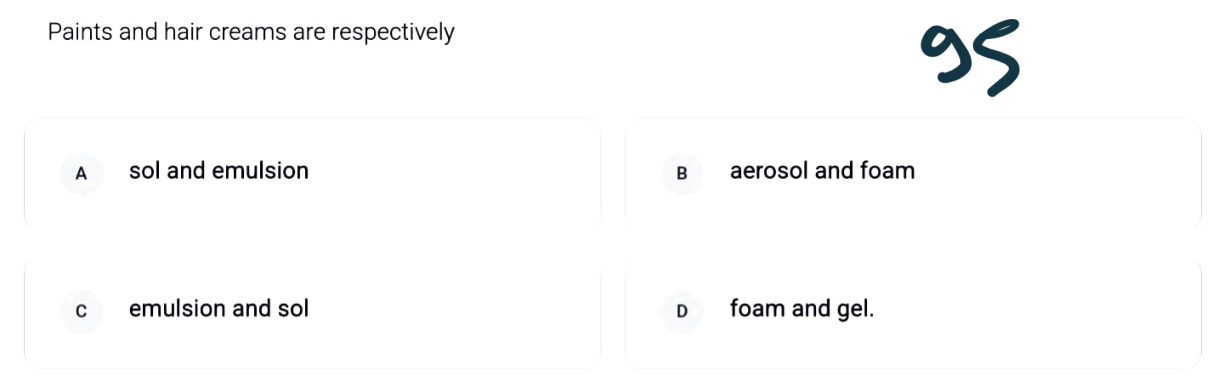 Paints and hair creams are respectively
95
A sol and emulsion
B aerosol and foam
C emulsion and sol
D foam and gel.